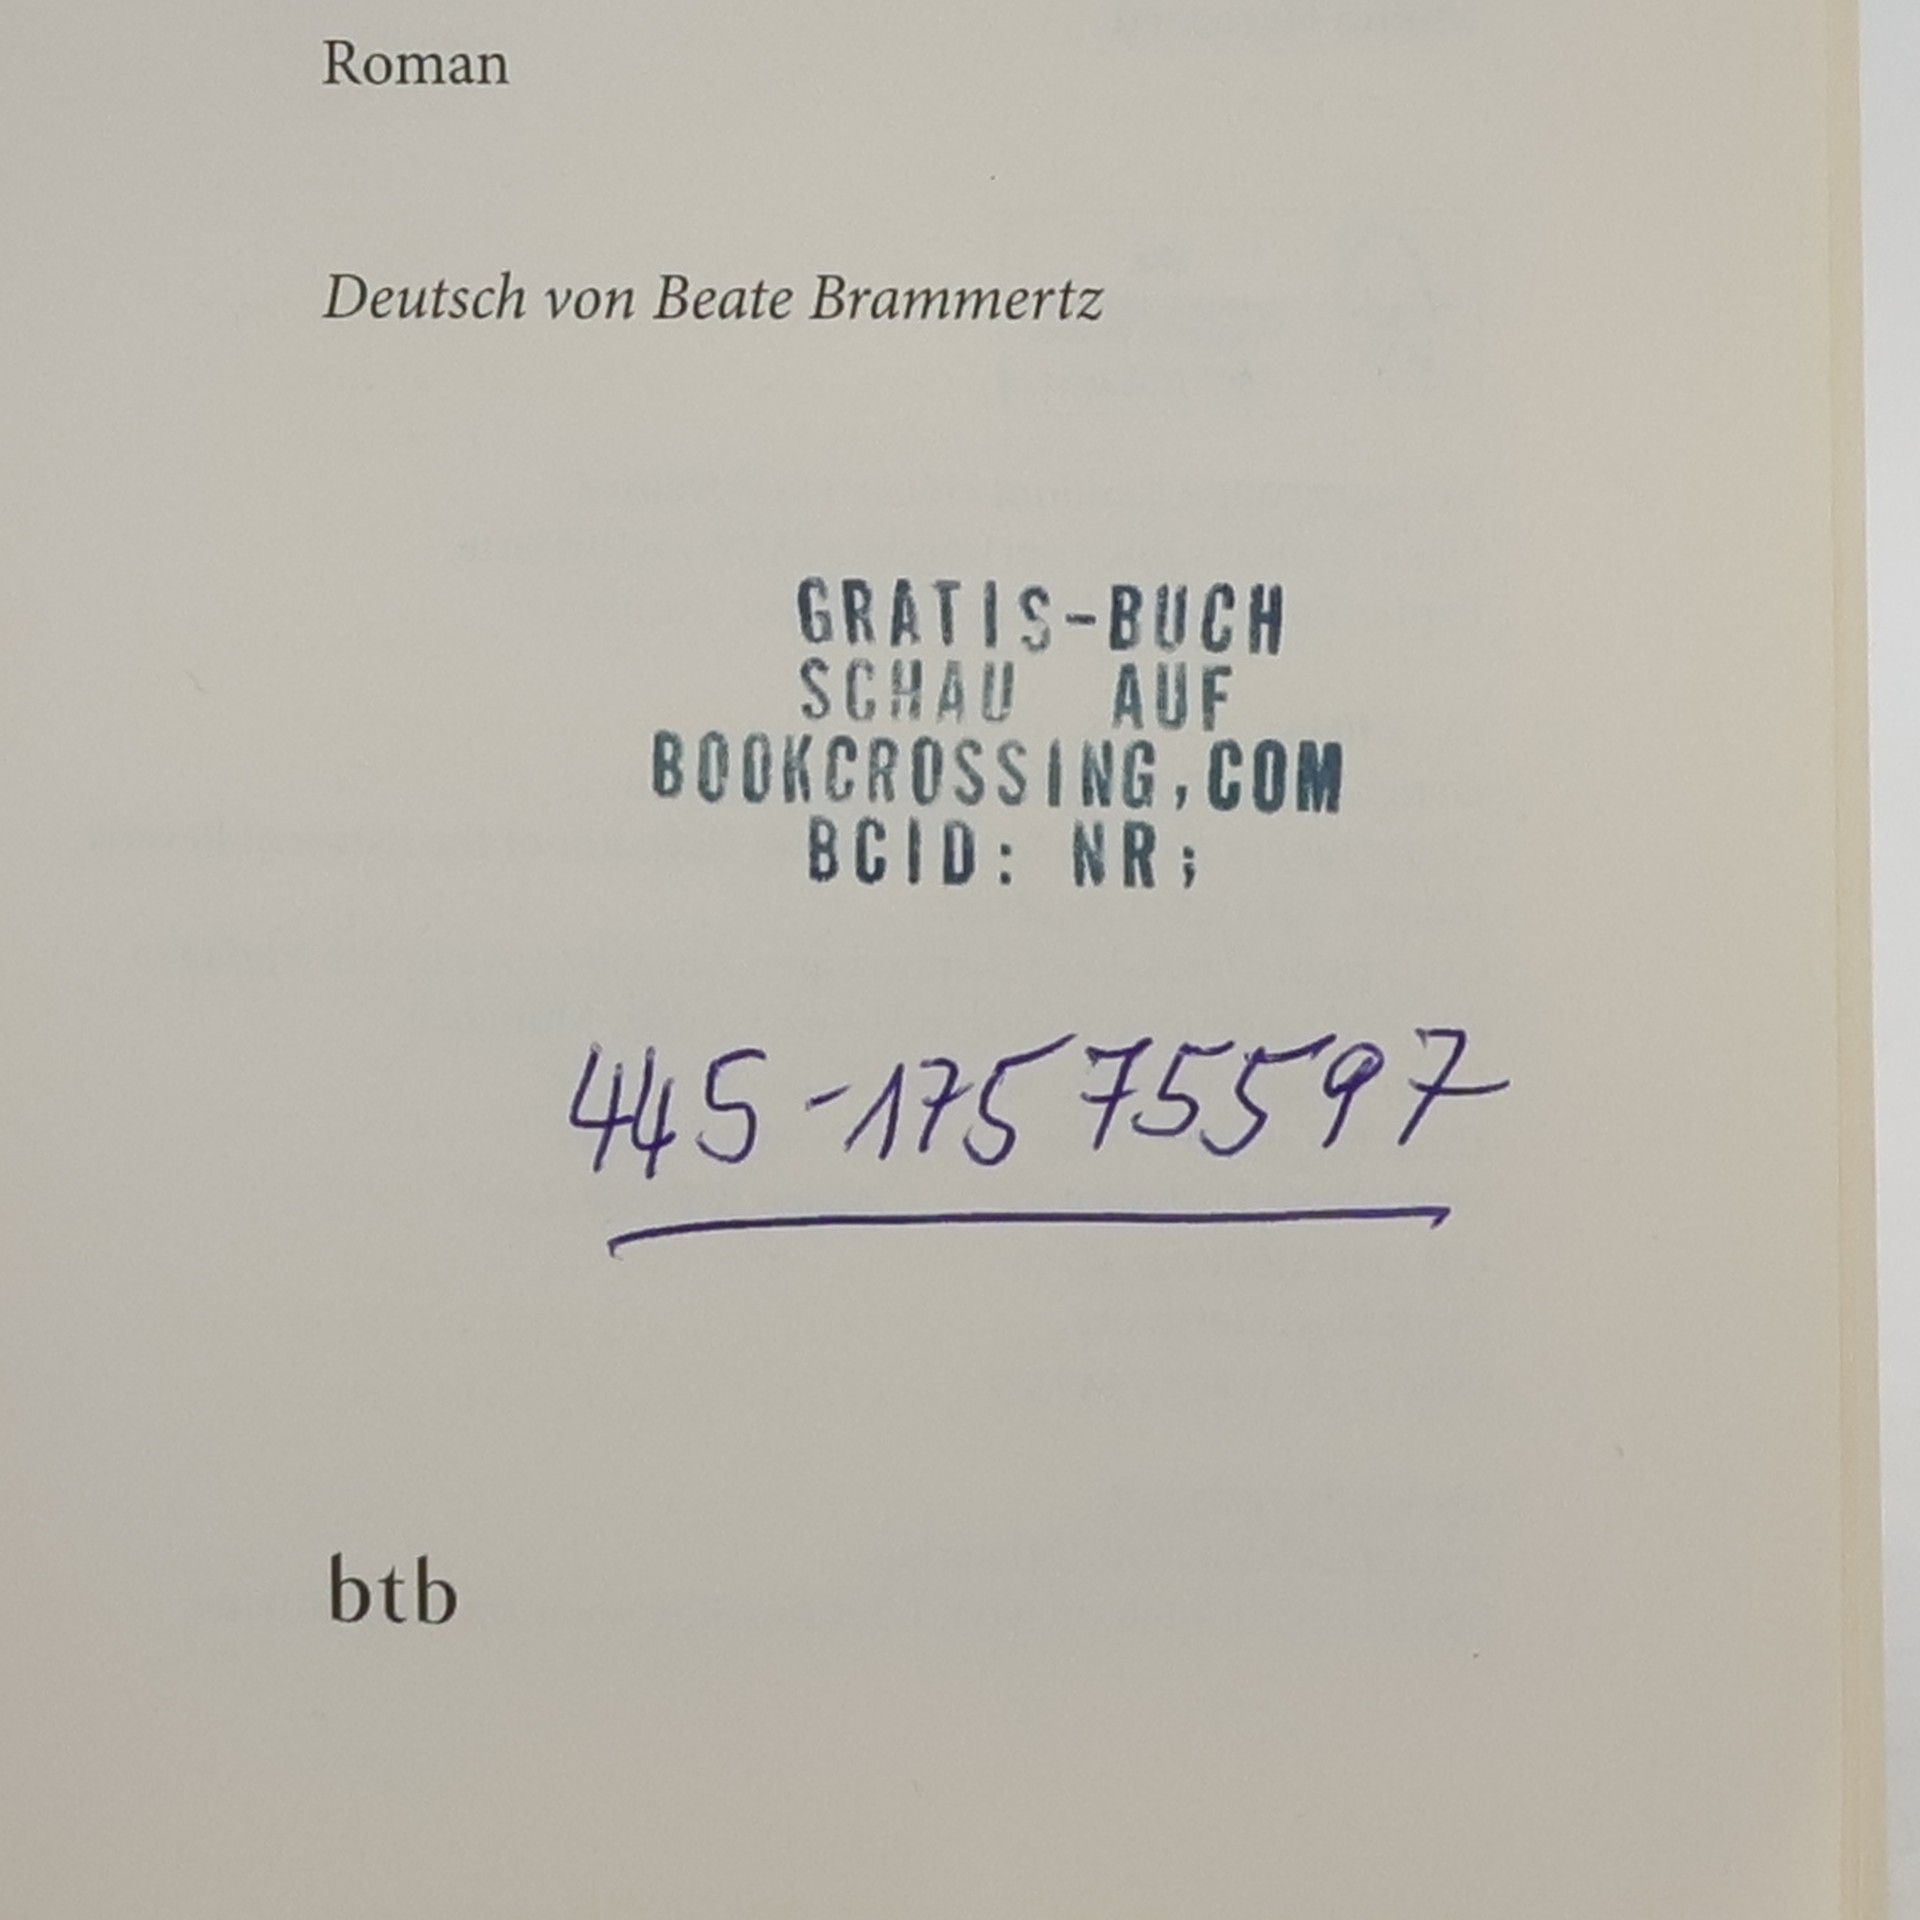 Roman
Deutsch von Beate Brammertz
GRATIS-BUCH
SCHAU AUF
BOOKCROSSING,COM
BCID: NR;
445-17575597
btb